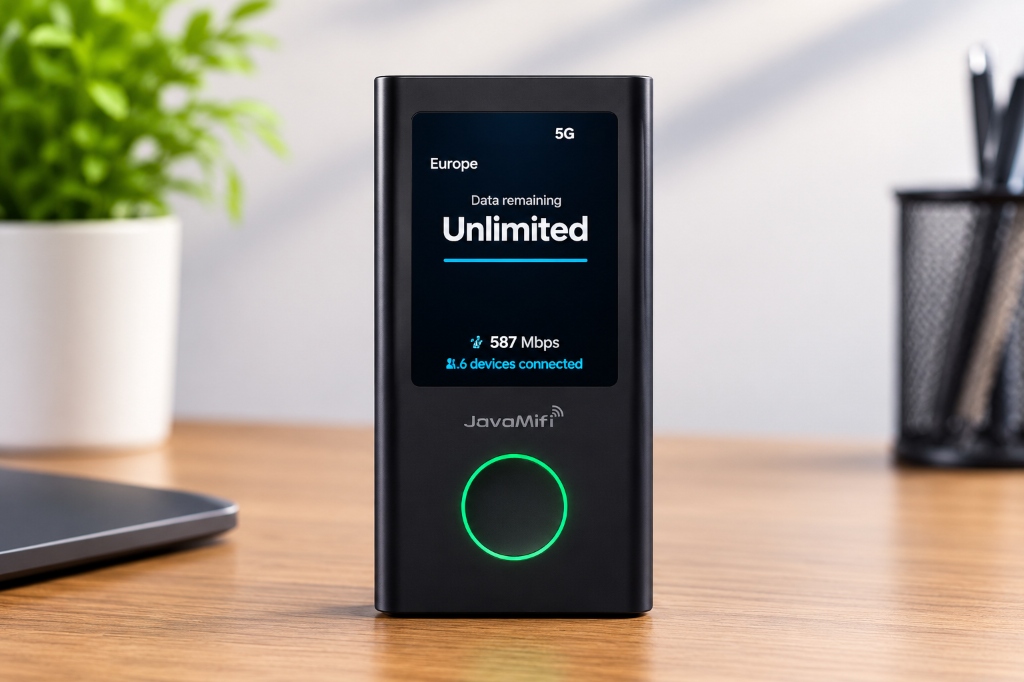 5G
Europe
Data remaining
Unlimited
587 Mbps
6 devices connected
JavaMifi